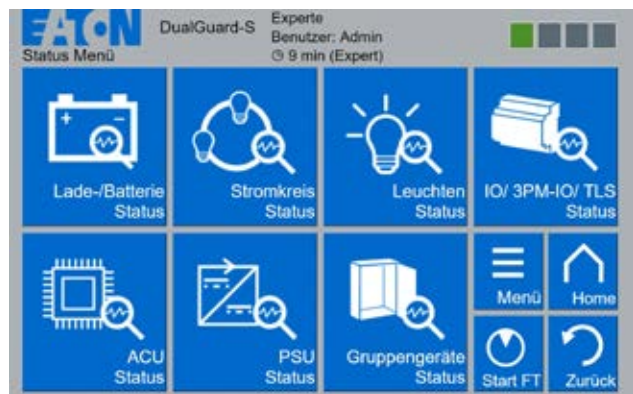 EATON
DualGuard-S
Experte
Benutzer: Admin
9 min (Expert)
Status Menü
Lade-/Batterie
Status
Stromkreis
Status
Leuchten
Status
IO/ 3PM-IO/ TLS
Status
ACU
Status
PSU
Status
Gruppengeräte
Status
Menü
Home
Start FT
Zurück